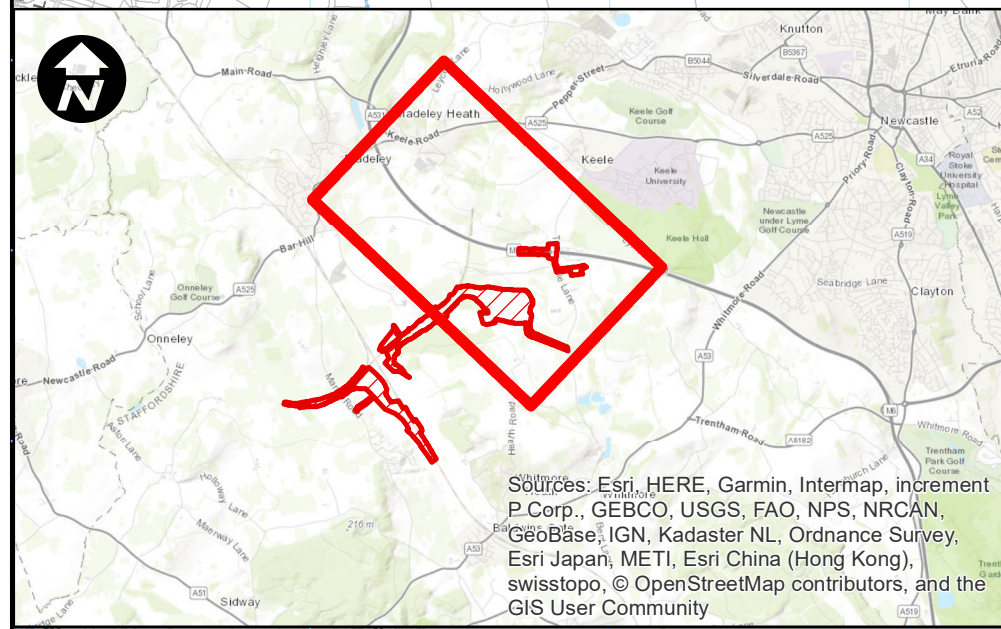 N
Main-Road
Heighley Lane
Hollywood Lane
Pepper-Street
B5044
Knutton
B5367
Silverdale Road
Etruria-Road
A531
Madeley Heath
Keele-Road
A525
Keele Golf
Course
A525
Newcastle
A52
Madeley
Keele
Keele
University
Priory-Road
A34
Royal
Stoke
University
Hospital
Lyme
Valley
Park
Clayton-Road
Bar-Hill
Newcastle
under Lyme
Golf Course
Keele Hall
A519
Onneley
Golf Course
A525
School Lane
Seabridge Lane
Clayton
Whitmore-Road
Onneley
Newcastle-Road
STAFFORDSHIRE
A53
Aston Lane
M6
Trentham-Road
A5182
Whitmore-Road
Heath Road
Trentham
Park Golf
Course
Holloway Lane
Maerway Lane
216 m
Whitmore
Heath
Whitmore
Baldwins Gate
A53
A51
Sidway
A519
Sources: Esri, HERE, Garmin, Intermap, increment
P Corp., GEBCO, USGS, FAO, NPS, NRCAN,
GeoBase, IGN, Kadaster NL, Ordnance Survey,
Esri Japan, METI, Esri China (Hong Kong),
swisstopo, © OpenStreetMap contributors, and the
GIS User Community